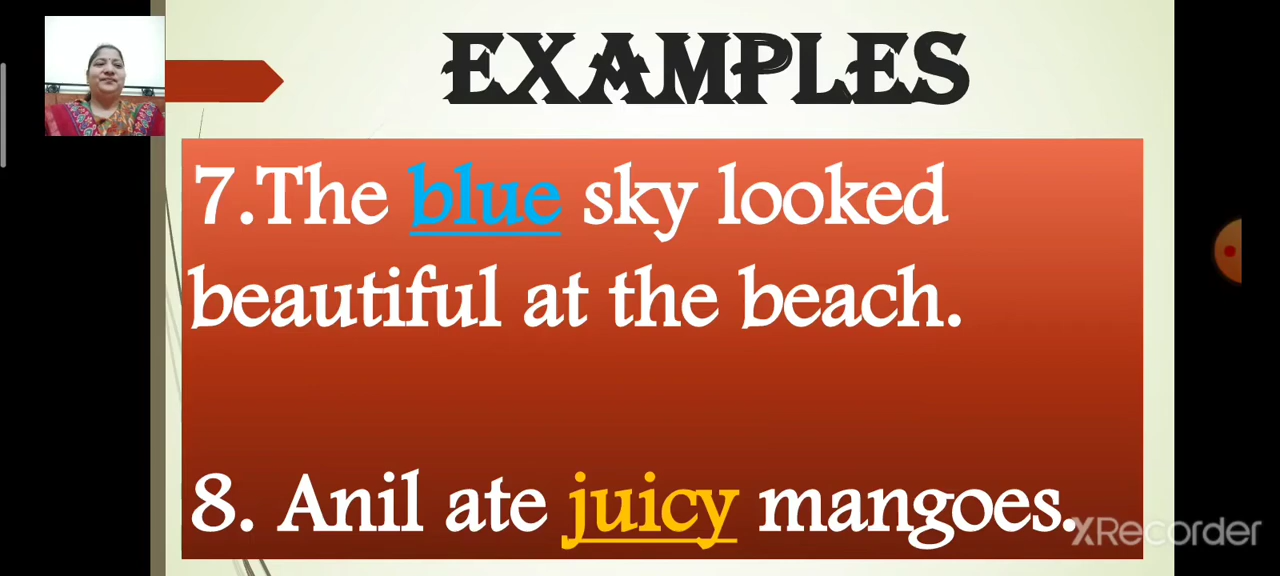 EXAMPLES
7.The blue sky looked
beautiful at the beach.
8. Anil ate juicy mangoes.
XRecorder